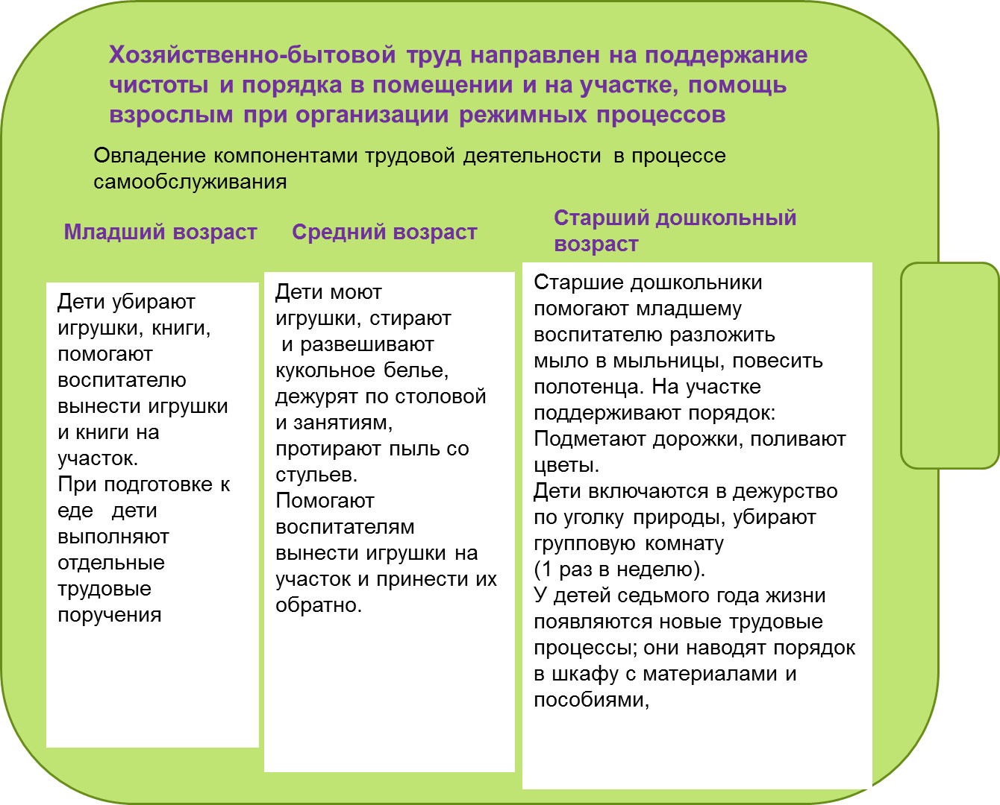 Хозяйственно-бытовой труд направлен на поддержание
чистоты и порядка в помещении и на участке, помощь
взрослым при организации режимных процессов
Овладение компонентами трудовой деятельности в процессе
самообслуживания
Младший возраст
Дети убирают
игрушки, книги,
помогают
воспитателю
вынести игрушки
и книги на
участок.
При подготовке к
еде дети
выполняют
отдельные
трудовые
поручения
Средний возраст
Дети моют
игрушки, стирают
и развешивают
кукольное белье,
дежурят по столовой
и занятиям,
протирают пыль со
стульев.
Помогают
воспитателям
вынести игрушки на
участок и принести их
обратно.
Старший дошкольный
возраст
Старшие дошкольники
помогают младшему
воспитателю разложить
мыло в мыльницы, повесить
полотенца. На участке
поддерживают порядок:
Подметают дорожки, поливают
цветы.
Дети включаются в дежурство
по уголку природы, убирают
групповую комнату
(1 раз в неделю).
У детей седьмого года жизни
появляются новые трудовые
процессы; они наводят порядок
в шкафу с материалами и
пособиями,